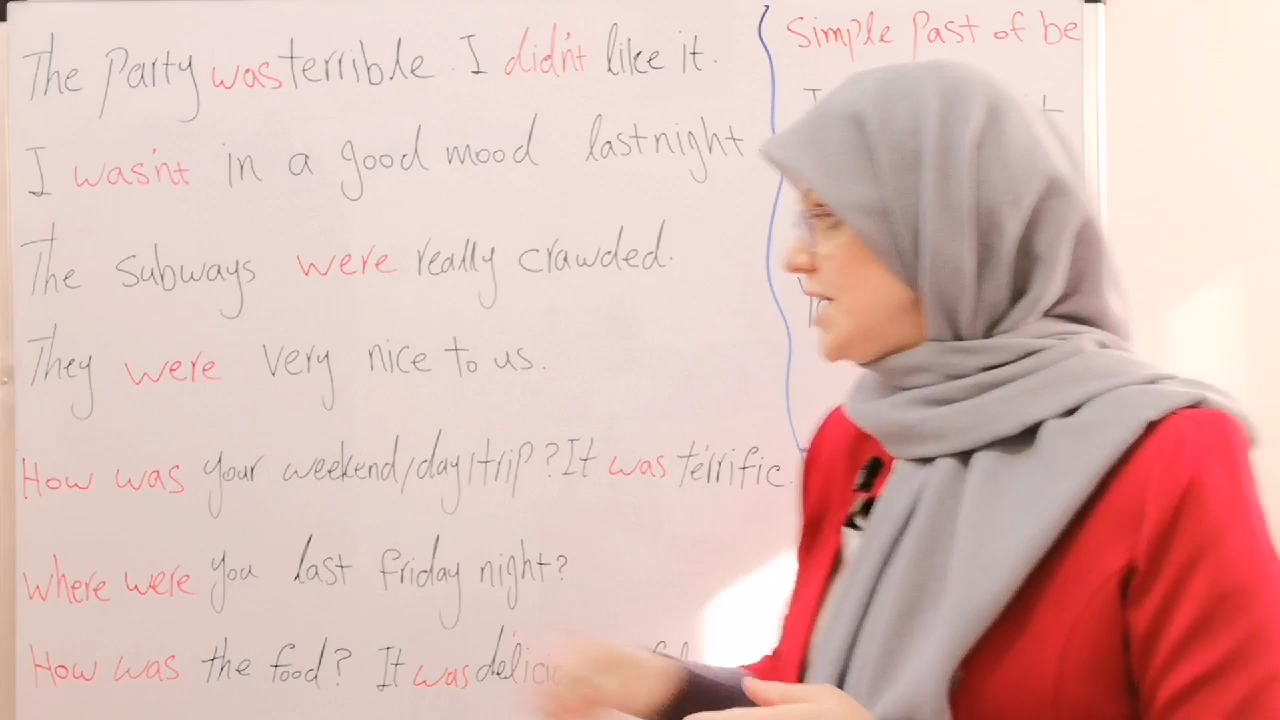 The Party was terrible. I didn't like it.
I wasn't in a good mood last night
The subways were really crawded.
They were very nice to us.
How was your weekend/day/trip? It was terrific.
where were you last friday night?
How was the food? It was
Simple Past of be
I it